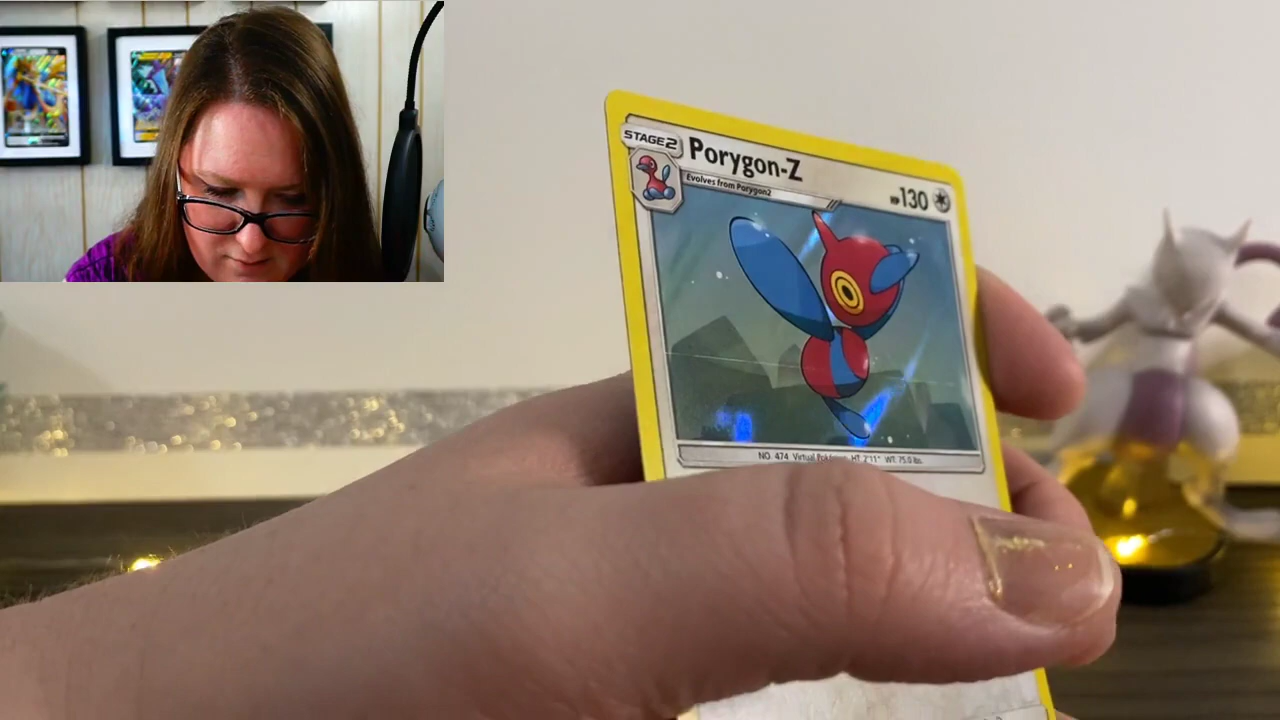 STAGE2
Porygon-Z
HP130
Evolves from Porygon2
NO. 474 Virtual Pokémon HT. 2'11" WT. 75.0 lbs.